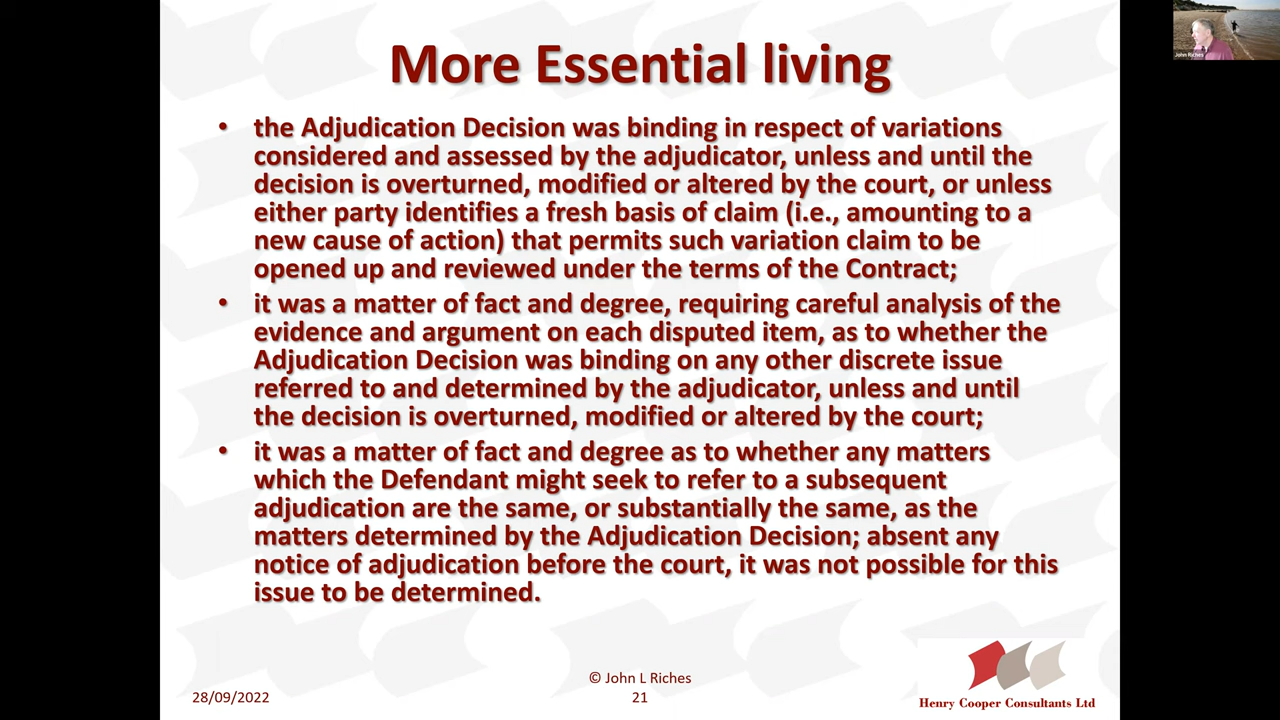 More Essential living
• the Adjudication Decision was binding in respect of variations
considered and assessed by the adjudicator, unless and until the
decision is overturned, modified or altered by the court, or unless
either party identifies a fresh basis of claim (i.e., amounting to a
new cause of action) that permits such variation claim to be
opened up and reviewed under the terms of the Contract;
• it was a matter of fact and degree, requiring careful analysis of the
evidence and argument on each disputed item, as to whether the
Adjudication Decision was binding on any other discrete issue
referred to and determined by the adjudicator, unless and until
the decision is overturned, modified or altered by the court;
• it was a matter of fact and degree as to whether any matters
which the Defendant might seek to refer to a subsequent
adjudication are the same, or substantially the same, as the
matters determined by the Adjudication Decision; absent any
notice of adjudication before the court, it was not possible for this
issue to be determined.
28/09/2022
© John L Riches
21
Henry Cooper Consultants Ltd
John Riches